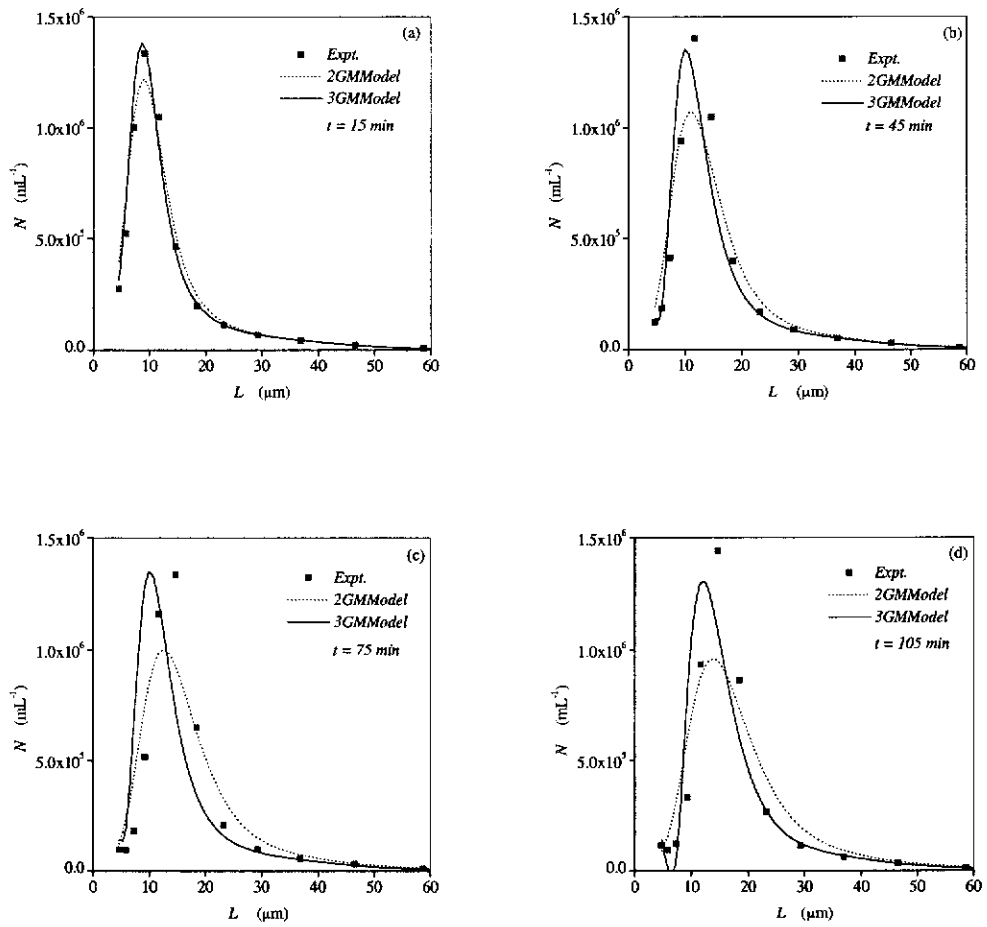 1.5x10⁶
(a)
Expt.
2GMModel
3GMModel
t = 15 min
1.0x10⁶
N (mL⁻¹)
5.0x10⁵
0.0
0 10 20 30 40 50 60
L (µm)
1.5x10⁶
(b)
Expt.
2GMModel
3GMModel
t = 45 min
1.0x10⁶
N (mL⁻¹)
5.0x10⁵
0.0
0 10 20 30 40 50 60
L (µm)
1.5x10⁶
(c)
Expt.
2GMModel
3GMModel
t = 75 min
1.0x10⁶
N (mL⁻¹)
5.0x10⁵
0.0
0 10 20 30 40 50 60
L (µm)
1.5x10⁶
(d)
Expt.
2GMModel
3GMModel
t = 105 min
1.0x10⁶
N (mL⁻¹)
5.0x10⁵
0.0
0 10 20 30 40 50 60
L (µm)